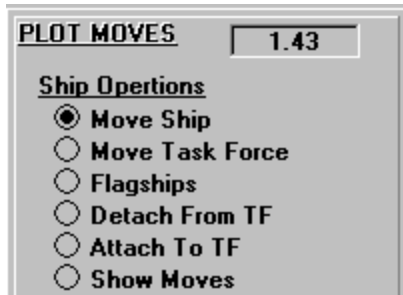 PLOT MOVES 1.43
Ship Opertions
Move Ship
Move Task Force
Flagships
Detach From TF
Attach To TF
Show Moves